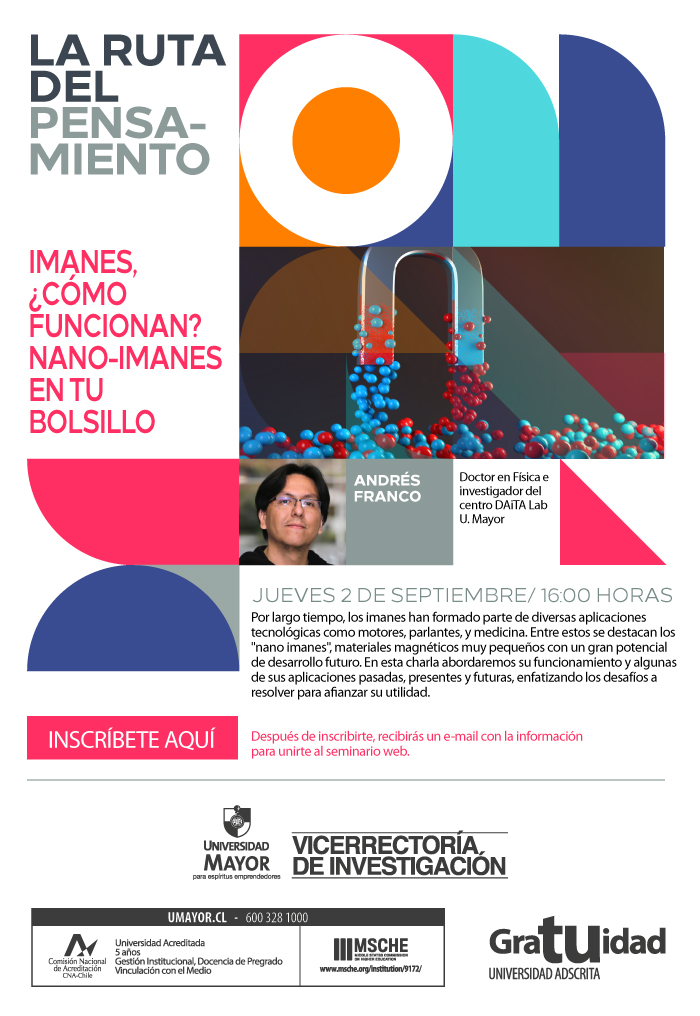 LA RUTA
DEL
PENSA-
MIENTO
IMANES,
¿CÓMO
FUNCIONAN?
NANO-IMANES
EN TU
BOLSILLO
ANDRÉS
FRANCO
Doctor en Física e
investigador del
centro DAiTA Lab
U. Mayor
JUEVES 2 DE SEPTIEMBRE/ 16:00 HORAS
Por largo tiempo, los imanes han formado parte de diversas aplicaciones
tecnológicas como motores, parlantes, y medicina. Entre estos se destacan los
"nano imanes", materiales magnéticos muy pequeños con un gran potencial
de desarrollo futuro. En esta charla abordaremos su funcionamiento y algunas
de sus aplicaciones pasadas, presentes y futuras, enfatizando los desafíos a
resolver para afianzar su utilidad.
INSCRÍBETE AQUÍ
Después de inscribirte, recibirás un e-mail con la información
para unirte al seminario web.
UNIVERSIDAD
MAYOR
para espíritus emprendedores
VICERRECTORÍA
DE INVESTIGACIÓN
UMAYOR.CL - 600 328 1000
Comisión Nacional
de Acreditación
CNA-Chile
Universidad Acreditada
5 años
Gestión Institucional, Docencia de Pregrado
Vinculación con el Medio
MSCHE
MIDDLE STATES COMMISSION
ON HIGHER EDUCATION
www.msche.org/institution/9172/
Gratuidad
UNIVERSIDAD ADSCRITA